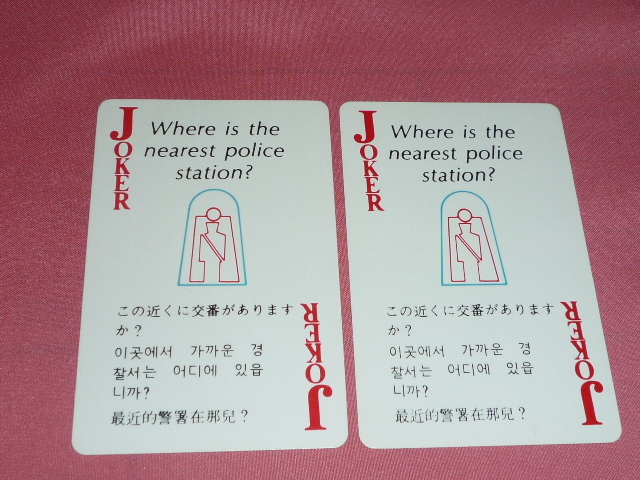 JOKER
Where is the
nearest police
station?
この近くに交番があります
か？
이곳에서 가까운 경
찰서는 어디에 있읍
니까?
最近的警署在那兒？
JOKER
JOKER
Where is the
nearest police
station?
この近くに交番があります
か？
이곳에서 가까운 경
찰서는 어디에 있읍
니까?
最近的警署在那兒？
JOKER